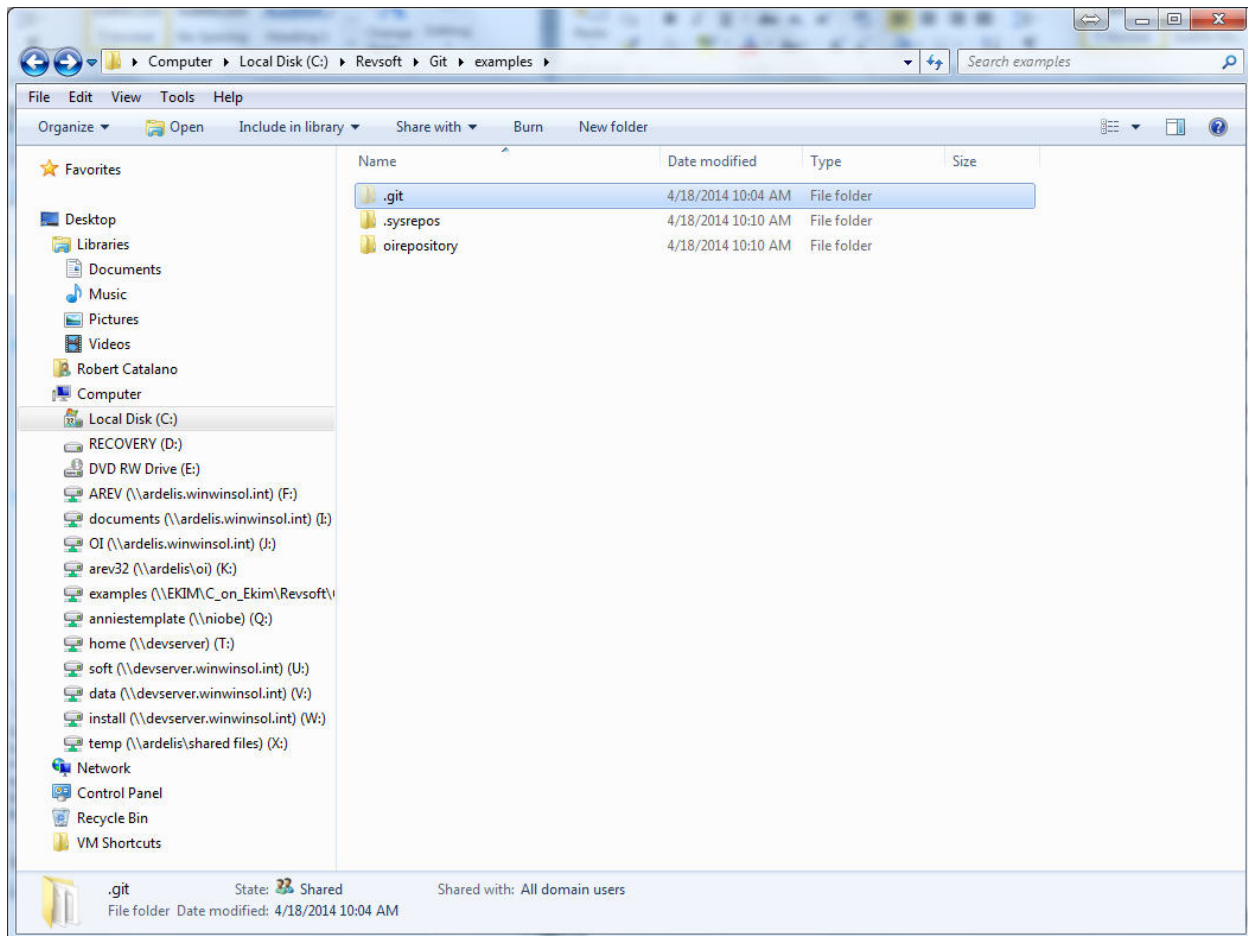 Computer Local Disk (C:) Revsoft Git examples
Search examples
File Edit View Tools Help
Organize Open Include in library Share with Burn New folder
Name Date modified Type Size
.git 4/18/2014 10:04 AM File folder
.sysrepos 4/18/2014 10:10 AM File folder
oirepository 4/18/2014 10:10 AM File folder
Favorites
Desktop
Libraries
Documents
Music
Pictures
Videos
Robert Catalano
Computer
Local Disk (C:)
RECOVERY (D:)
DVD RW Drive (E:)
AREV (\\ardelis.winwinsol.int) (F:)
documents (\\ardelis.winwinsol.int) (I:)
OI (\\ardelis.winwinsol.int) (J:)
arev32 (\\ardelis\oi) (K:)
examples (\\EKIM\C_on_Ekim\Revsoft\
anniestemplate (\\niobe) (Q:)
home (\\devserver) (T:)
soft (\\devserver.winwinsol.int) (U:)
data (\\devserver.winwinsol.int) (V:)
install (\\devserver.winwinsol.int) (W:)
temp (\\ardelis\shared files) (X:)
Network
Control Panel
Recycle Bin
VM Shortcuts
.git State: Shared Shared with: All domain users
File folder Date modified: 4/18/2014 10:04 AM